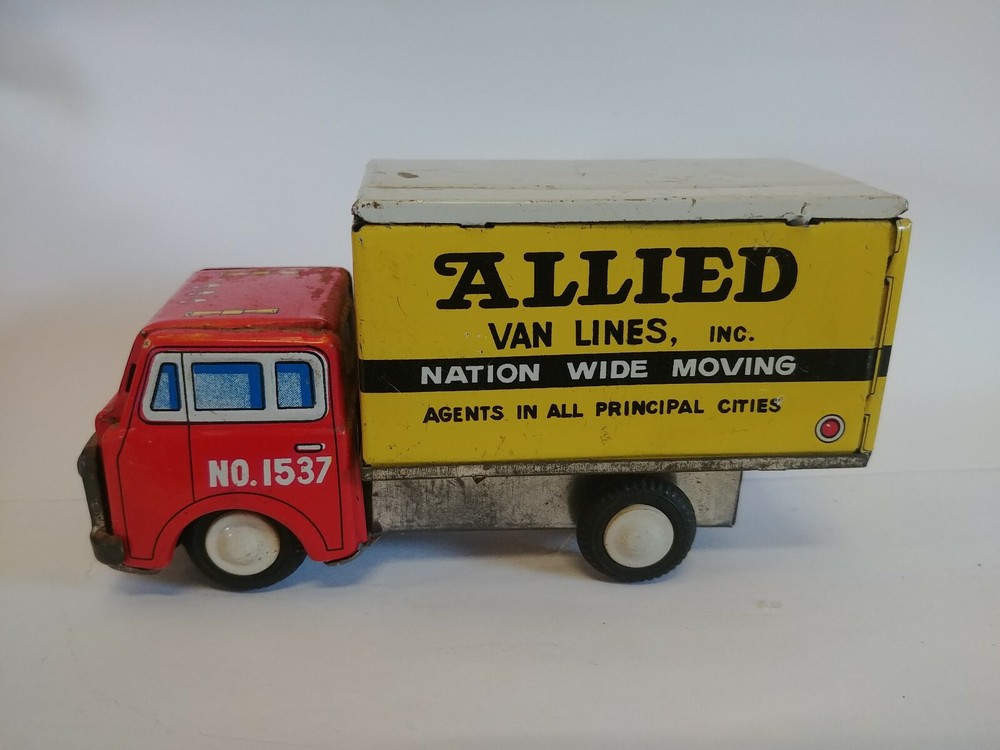 ALLIED
VAN LINES, INC.
NATION WIDE MOVING
AGENTS IN ALL PRINCIPAL CITIES
NO.1537